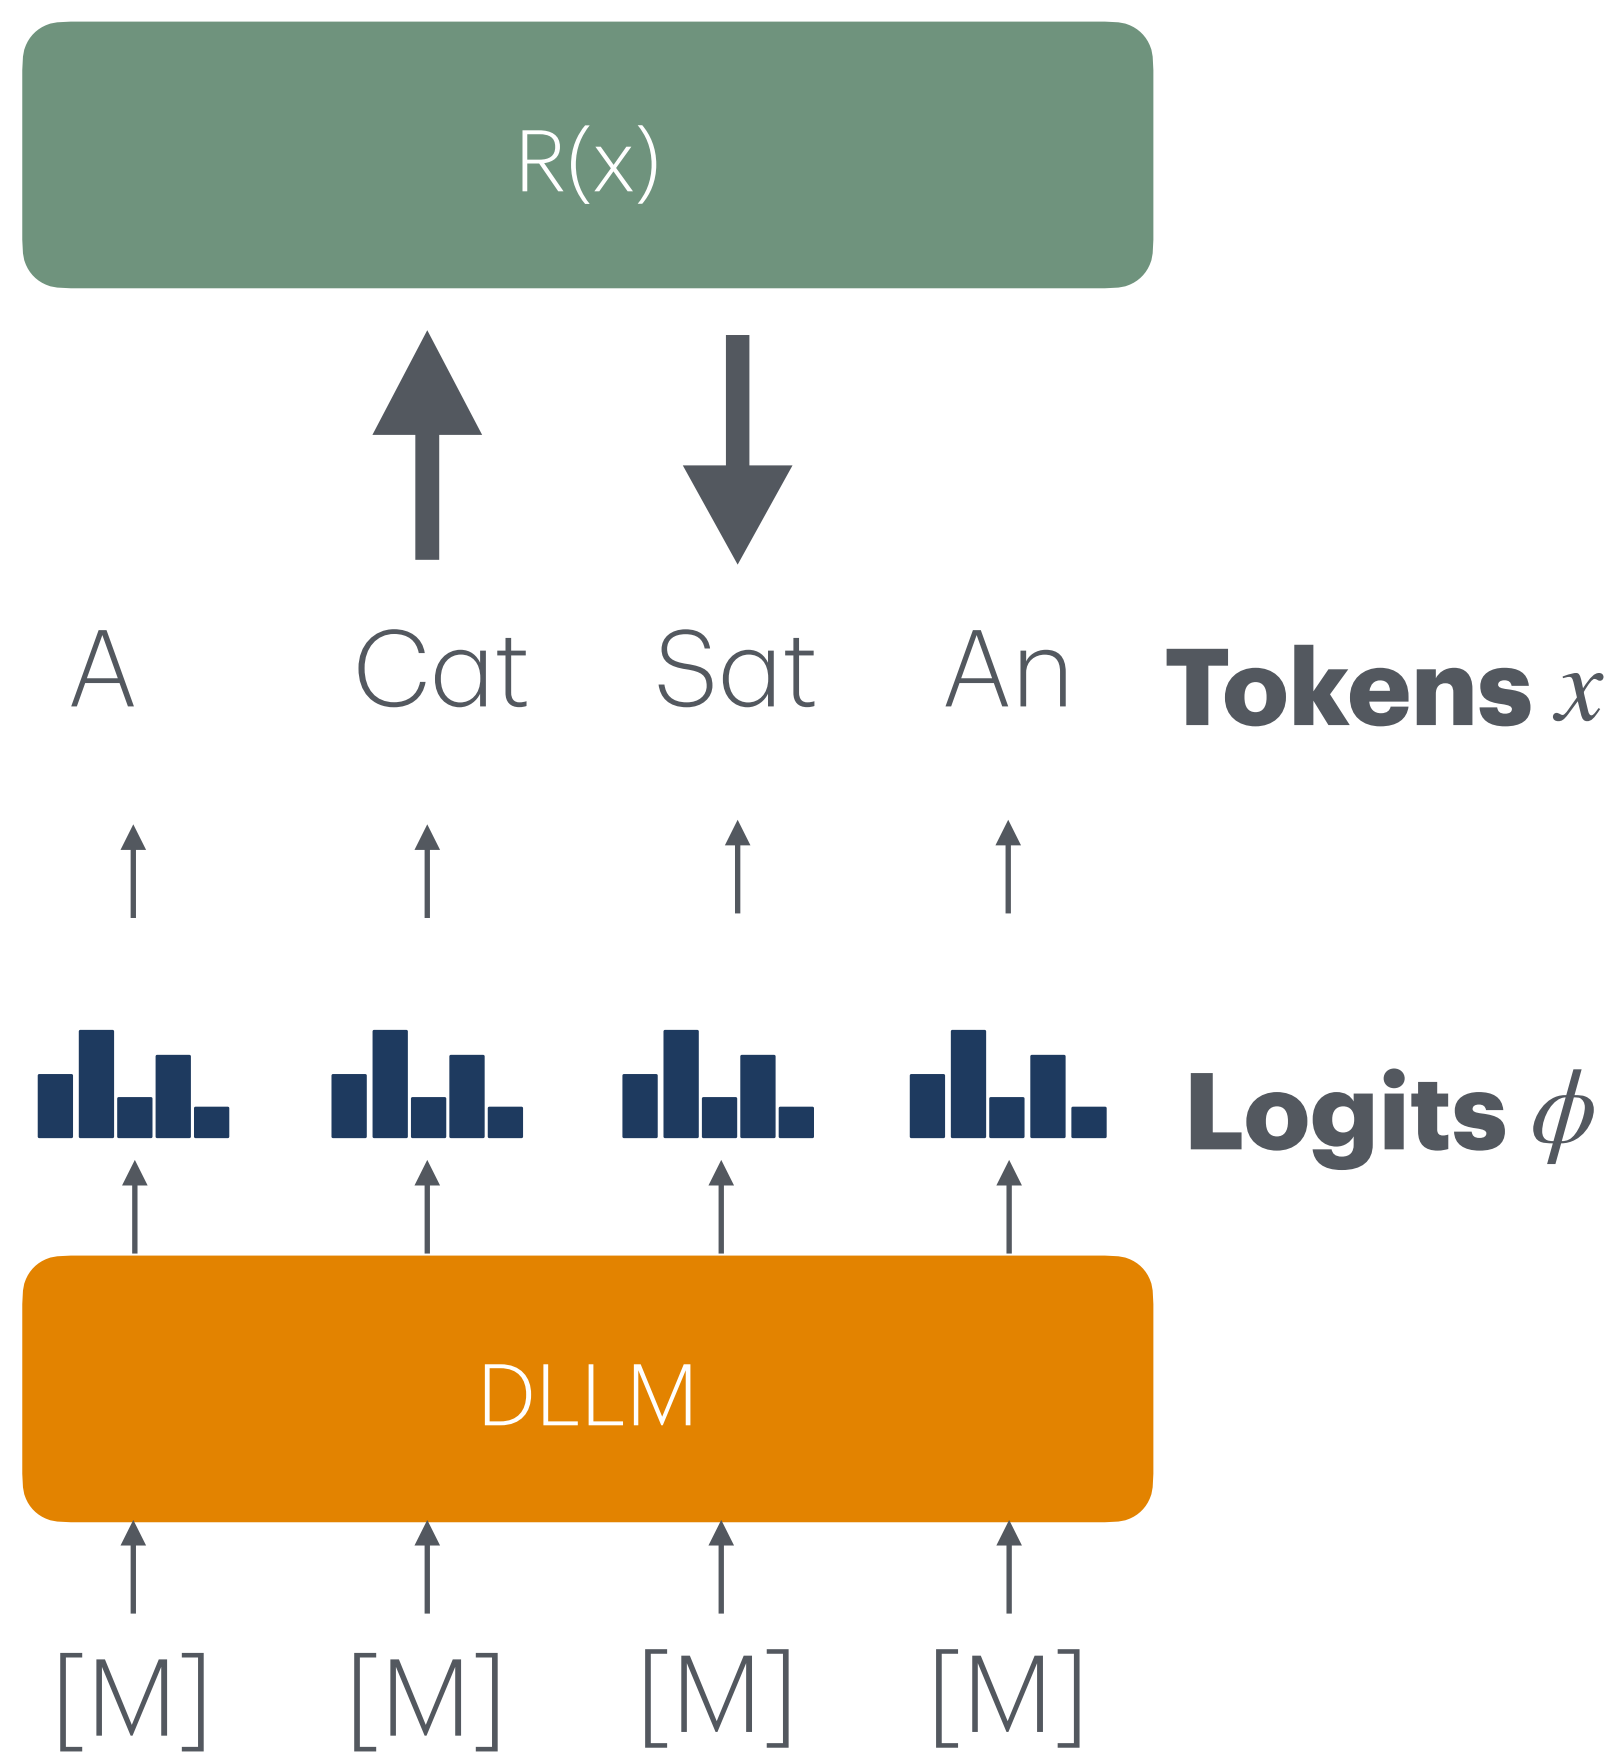 R(x)
A Cat Sat An Tokens x
Logits ϕ
DLLM
[M] [M] [M] [M]